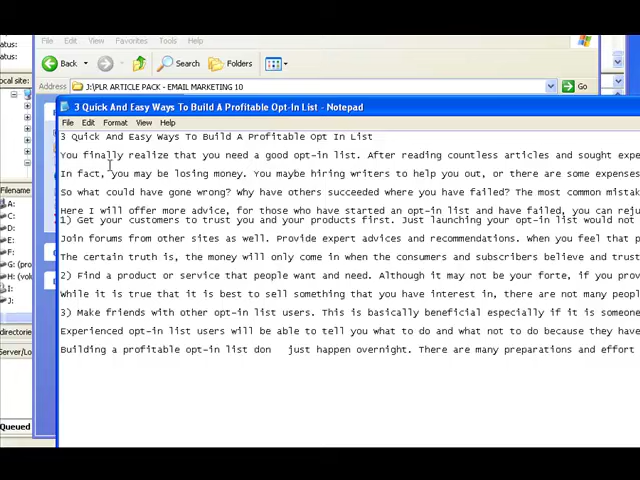 atus:
File Edit View Favorites Tools Help
atus:
Back Search Folders
Address J:\PLR ARTICLE PACK - EMAIL MARKETING 10 Go
ocal site:
3 Quick And Easy Ways To Build A Profitable Opt-In List - Notepad
File Edit Format View Help
3 Quick And Easy Ways To Build A Profitable Opt In List
You finally realize that you need a good opt-in list. After reading countless articles and sought expe
In fact, you may be losing money. You maybe hiring writers to help you out, or there are some expenses
So what could have gone wrong? Why have others succeeded where you have failed? The most common mistak
Here I will offer more advice, for those who have started an opt-in list and have failed, you can reju
1) Get your customers to trust you and your products first. Just launching your opt-in list would not
Join forums from other sites as well. Provide expert advices and recommendations. When you feel that p
The certain truth is, the money will only come in when the consumers and subscribers believe and trust
2) Find a product or service that people want and need. Although it may not be your forte, if you prov
While it is true that it is best to sell something that you have interest in, there are not many peopl
3) Make friends with other opt-in list users. This is basically beneficial especially if it is someone
Experienced opt-in list users will be able to tell you what to do and what not to do because they have
Building a profitable opt-in list don just happen overnight. There are many preparations and effort
Filename
A:
C:
D:
E:
F:
G: (pro
H: (volu
I:
J:
directorie
Server/Lo
Queued